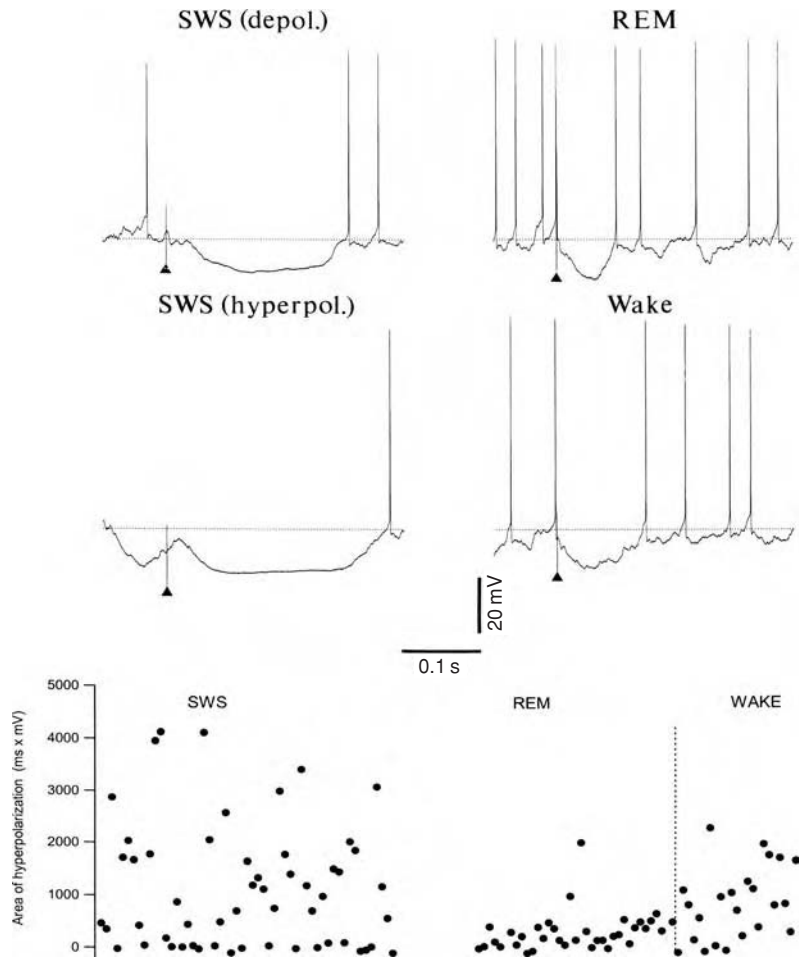 SWS (depol.)
REM
SWS (hyperpol.)
Wake
20 mV
0.1 s
SWS
REM
WAKE
Area of hyperpolarization (ms x mV)
5000
4000
3000
2000
1000
0